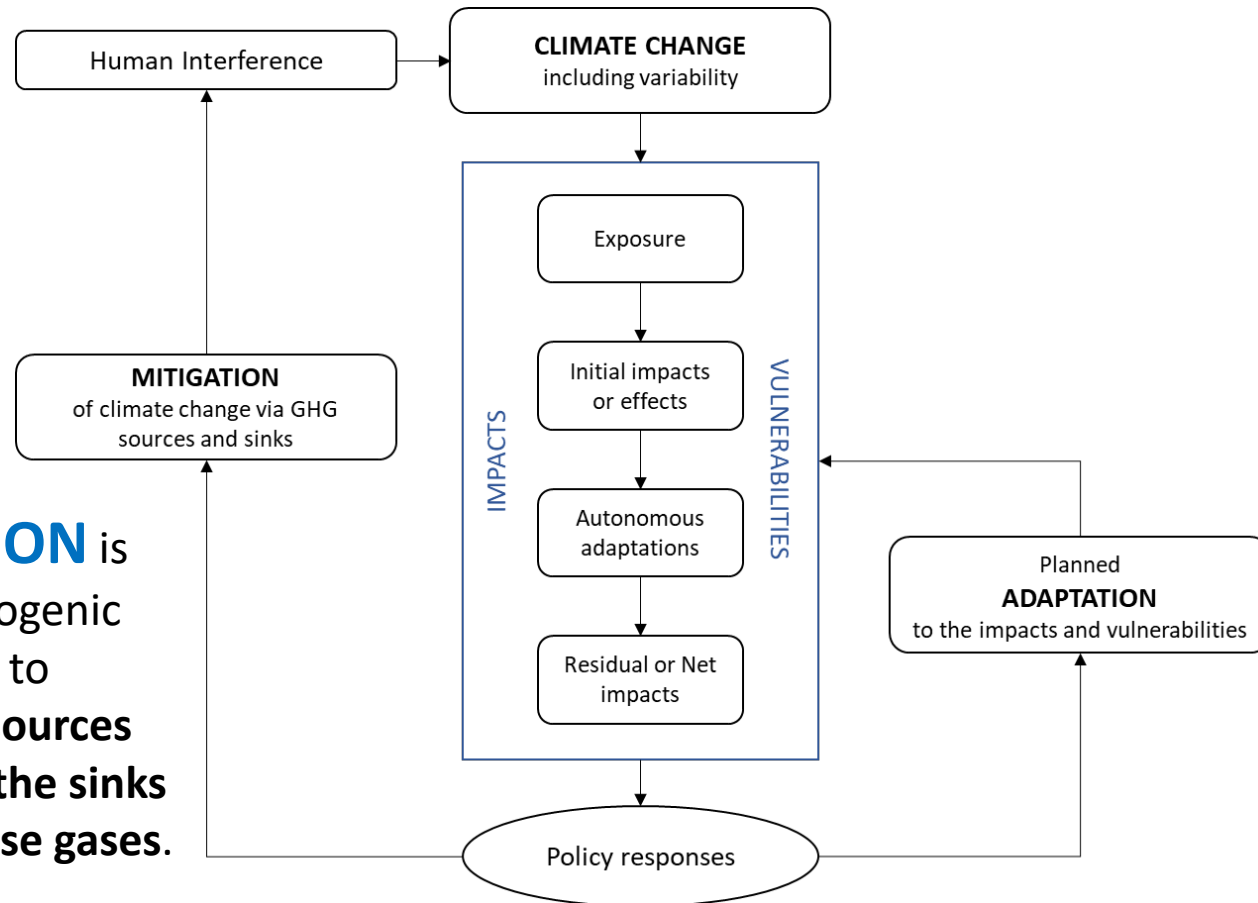 Human Interference
CLIMATE CHANGE
including variability
Exposure
Initial impacts
or effects
Autonomous
adaptations
Residual or Net
impacts
IMPACTS
VULNERABILITIES
MITIGATION
of climate change via GHG
sources and sinks
Planned
ADAPTATION
to the impacts and vulnerabilities
Policy responses
ON is
ogenic
to
ources
the sinks
se gases.